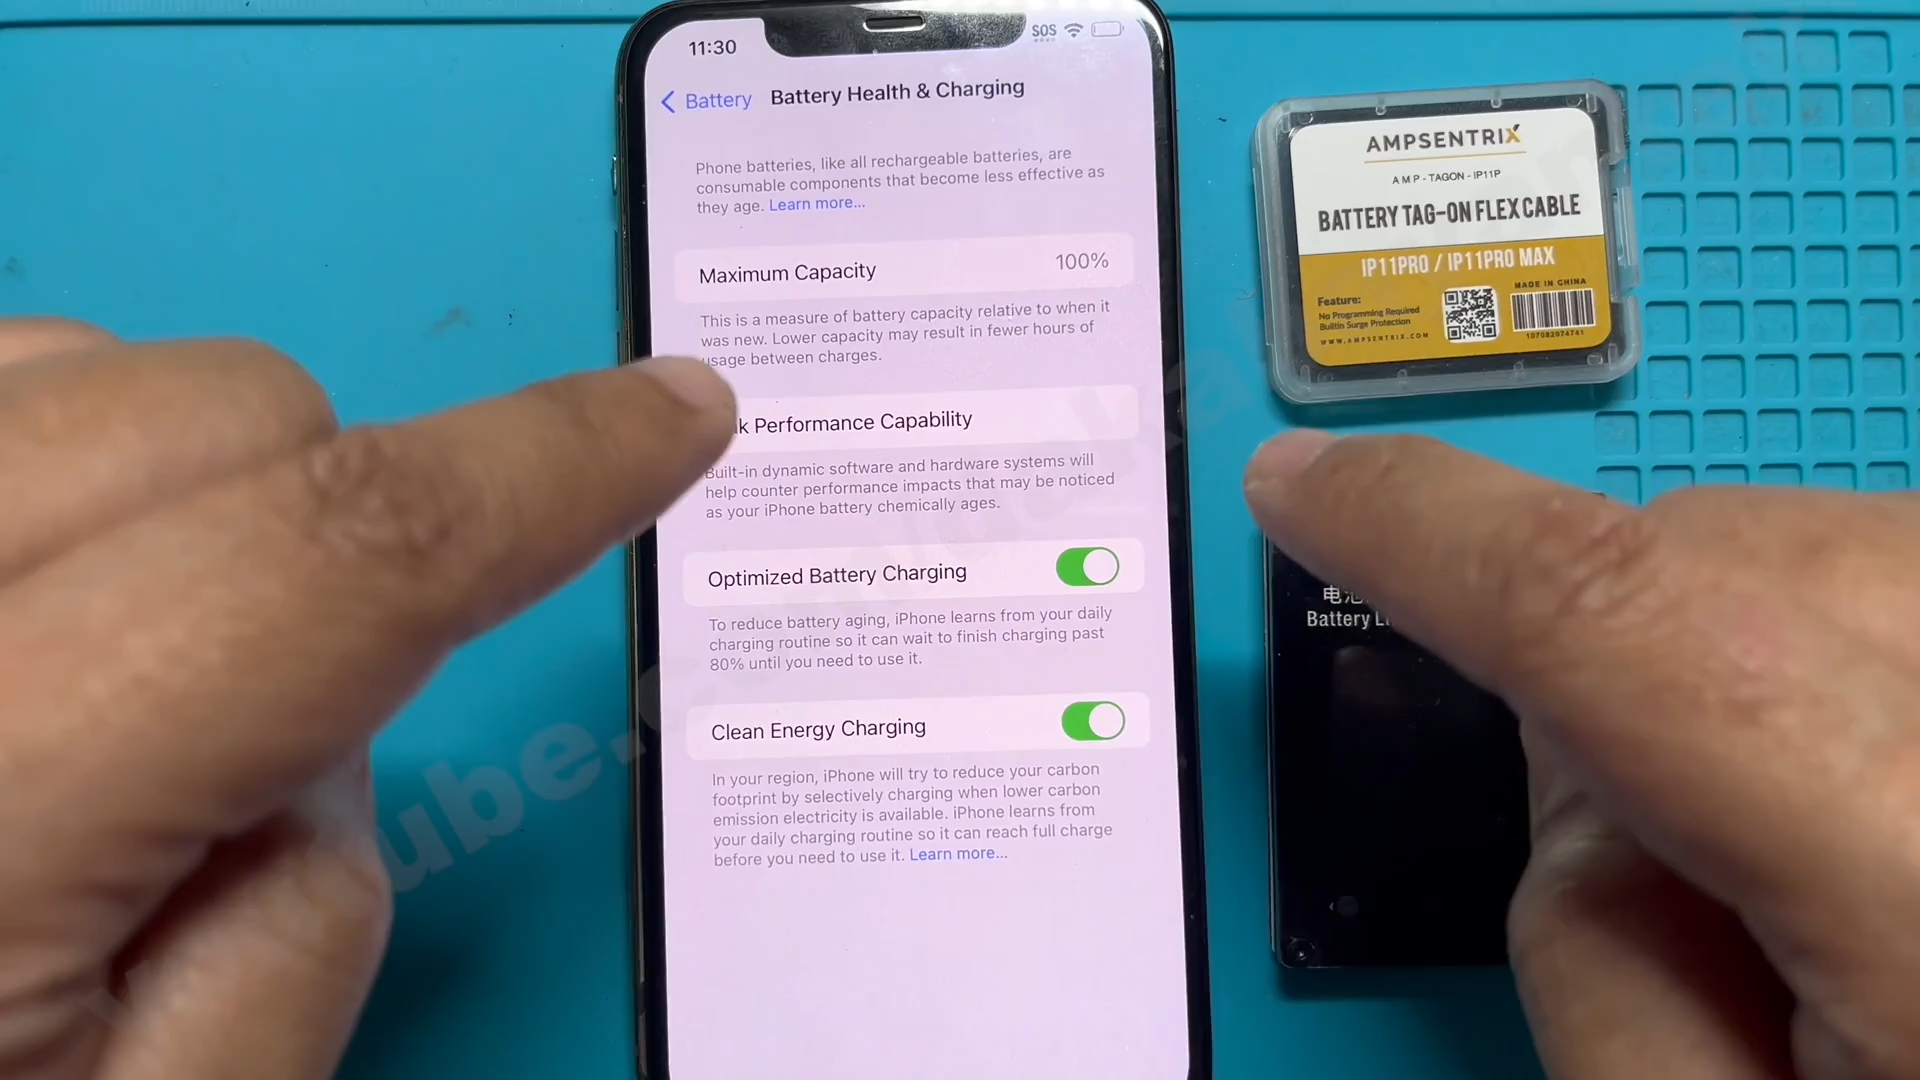 11:30
SOS
Battery
Battery Health & Charging
Phone batteries, like all rechargeable batteries, are
consumable components that become less effective as
they age. Learn more...
Maximum Capacity
100%
This is a measure of battery capacity relative to when it
was new. Lower capacity may result in fewer hours of
usage between charges.
k Performance Capability
Built-in dynamic software and hardware systems will
help counter performance impacts that may be noticed
as your iPhone battery chemically ages.
Optimized Battery Charging
To reduce battery aging, iPhone learns from your daily
charging routine so it can wait to finish charging past
80% until you need to use it.
Clean Energy Charging
In your region, iPhone will try to reduce your carbon
footprint by selectively charging when lower carbon
emission electricity is available. iPhone learns from
your daily charging routine so it can reach full charge
before you need to use it. Learn more...
AMPSENTRIX
AMP-TAGON-IP11P
BATTERY TAG-ON FLEX CABLE
IP11PRO / IP11PRO MAX
MADE IN CHINA
Feature:
No Programming Required
Builtin Surge Protection
WWW.AMPSENTRIX.COM
107082074741
电池
Battery Li
ube.com/